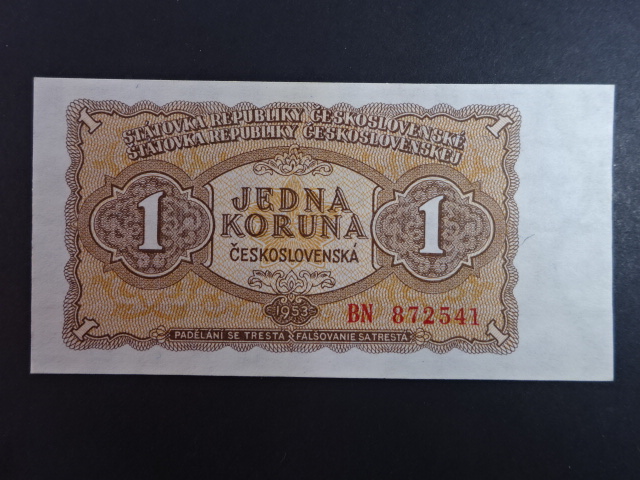 1 1
STÁTOVKA REPUBLIKY ČESKOSLOVENSKÉ
ŠTÁTOVKA REPUBLIKY ČESKOSLOVENSKEJ
1 JEDNA 1
KORUNA
ČESKOSLOVENSKÁ
1953
BN 872541
1 1
PADĚLÁNÍ SE TRESTÁ FALŠOVANIE SA TRESTÁ